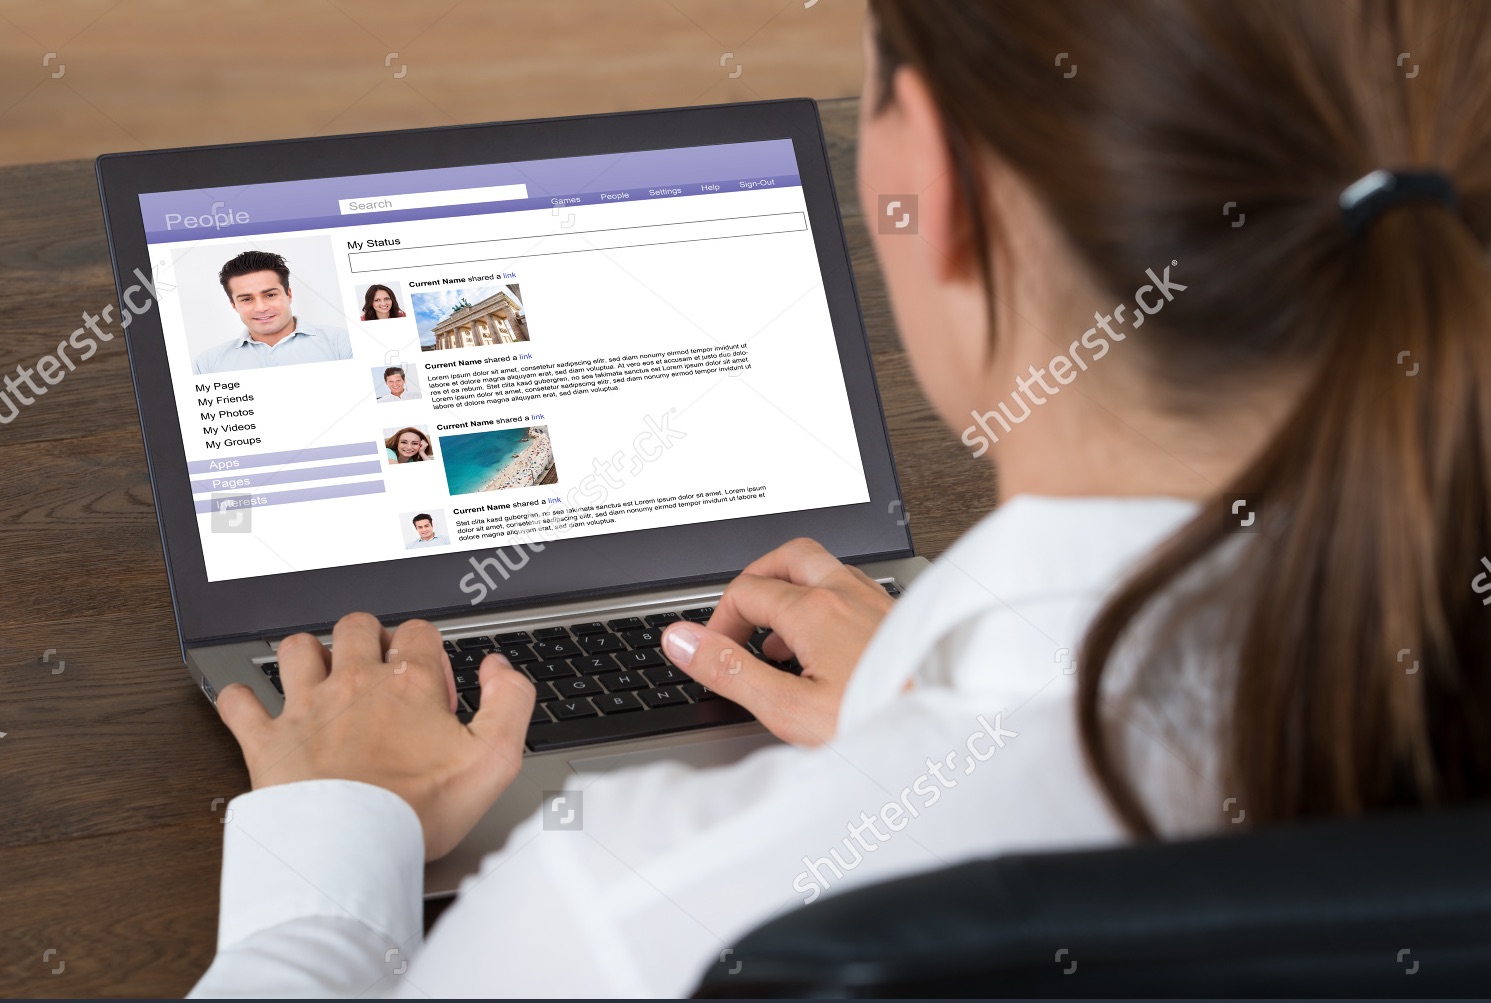 People
Search
Games People Settings Help Sign-Out
My Status
Current Name shared a link
Current Name shared a link
Lorem ipsum dolor sit amet, consetetur sadipscing elitr, sed diam nonumy eirmod tempor invidunt ut
labore et dolore magna aliquyam erat, sed diam voluptua. At vero eos et accusam et justo duo dolo-
res et ea rebum. Stet clita kasd gubergren, no sea takimata sanctus est Lorem ipsum dolor sit amet.
Lorem ipsum dolor sit amet, consetetur sadipscing elitr, sed diam nonumy eirmod tempor invidunt ut
labore et dolore magna aliquyam erat, sed diam voluptua.
Current Name shared a link
Current Name shared a link
Stet clita kasd gubergren, no sea takimata sanctus est Lorem ipsum dolor sit amet. Lorem ipsum
dolor sit amet, consetetur sadipscing elitr, sed diam nonumy eirmod tempor invidunt ut labore et
dolore magna aliquyam erat, sed diam voluptua.
My Page
My Friends
My Photos
My Videos
My Groups
Apps
Pages
Interests
4 5 6 7 8
E T Z U
G H J
V B N
shutterstock
shutterstock
shutterstock
shutterstock